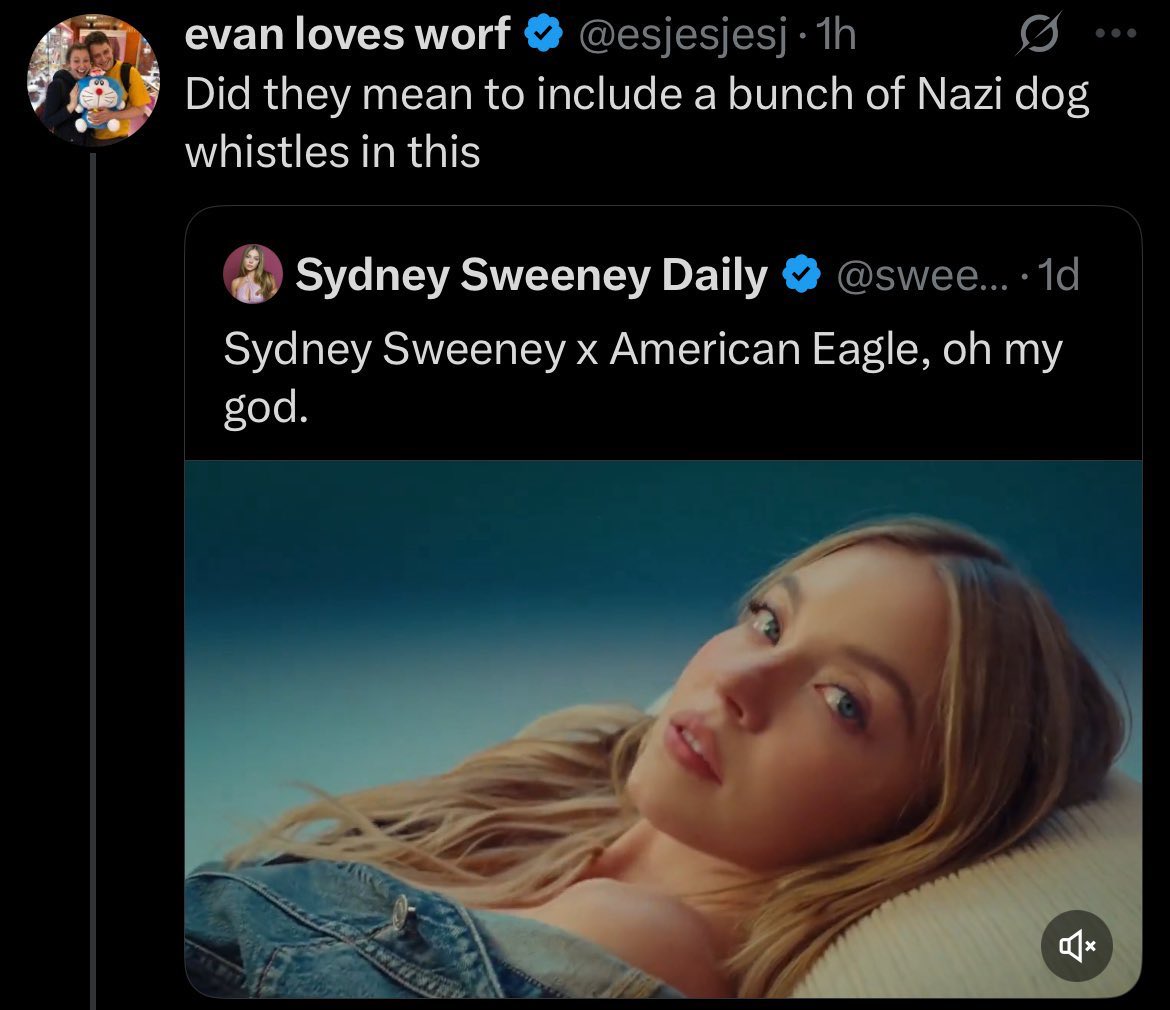 evan loves worf @esjesjesj · 1h
Did they mean to include a bunch of Nazi dog
whistles in this
Sydney Sweeney Daily @swee... · 1d
Sydney Sweeney x American Eagle, oh my
god.